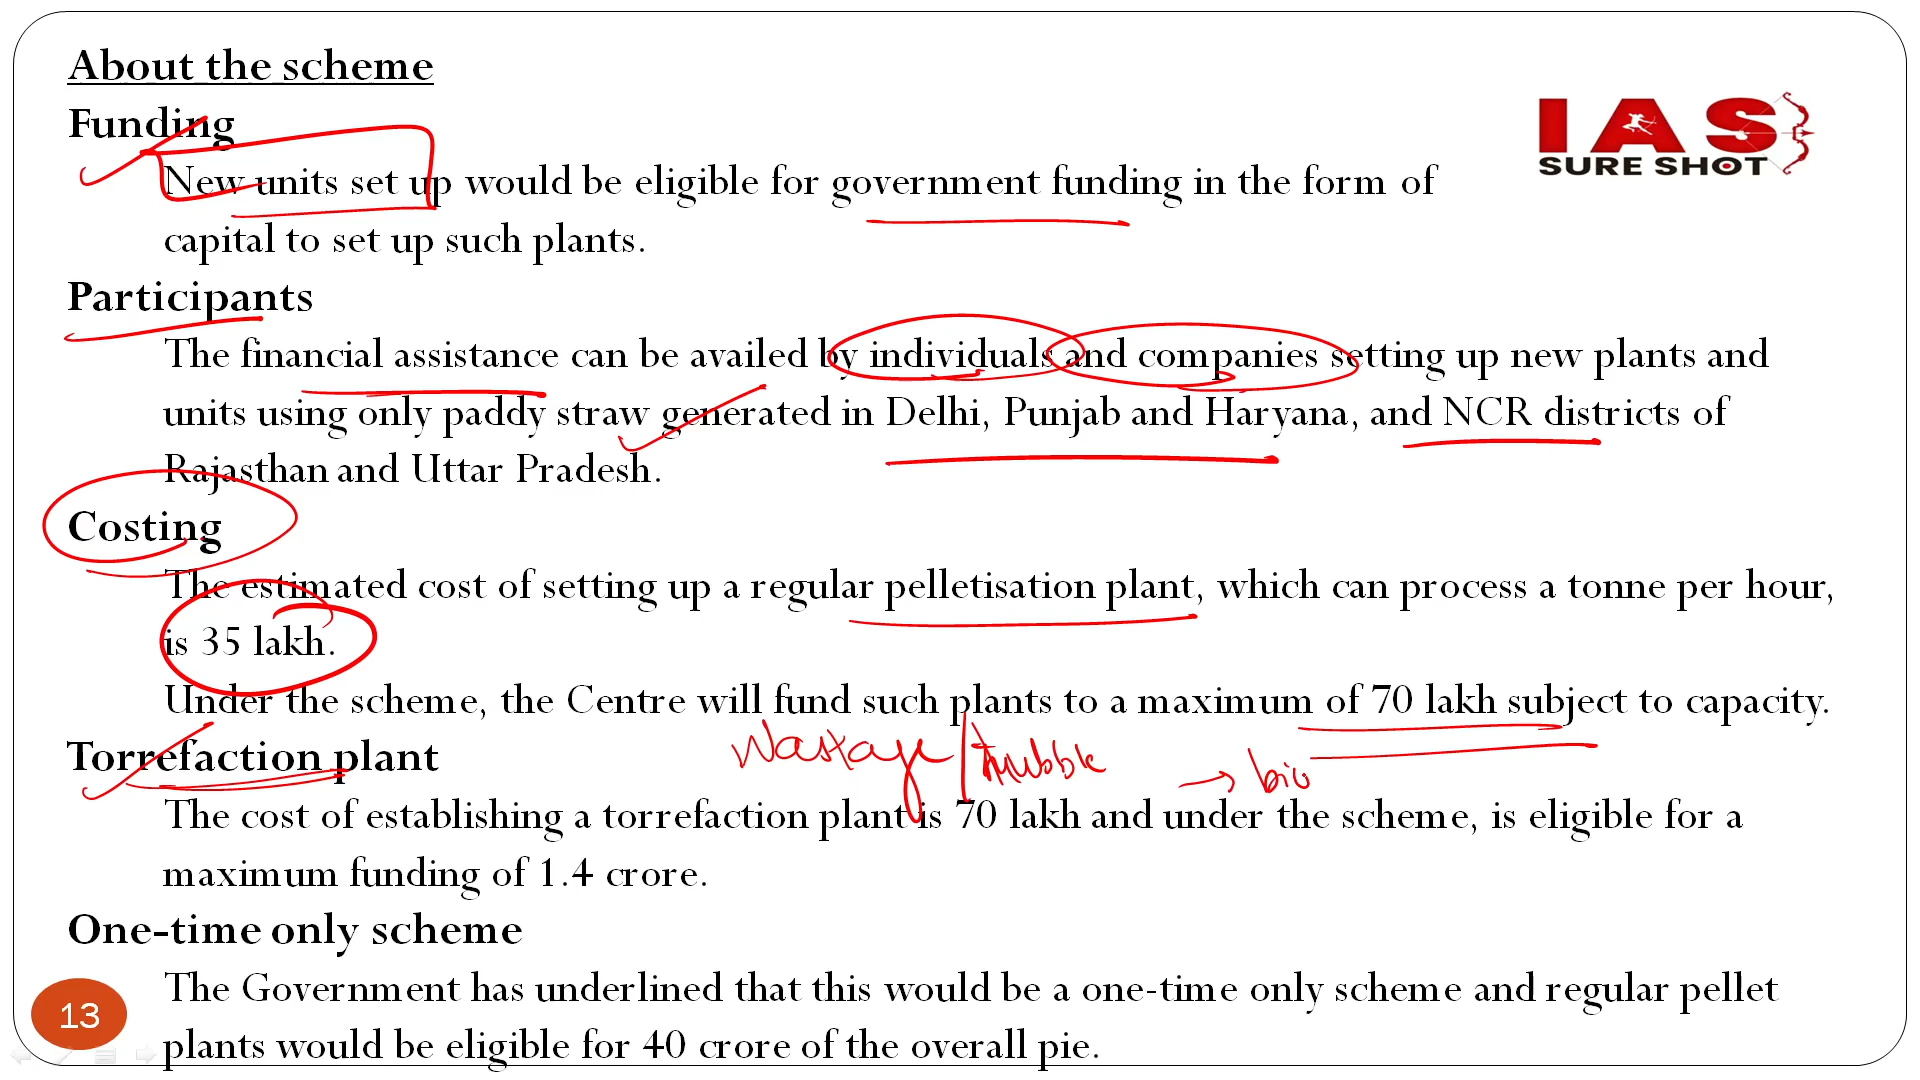 About the scheme
Funding
IAS
SURE SHOT
New units set up would be eligible for government funding in the form of
capital to set up such plants.
Participants
The financial assistance can be availed by individuals and companies setting up new plants and
units using only paddy straw generated in Delhi, Punjab and Haryana, and NCR districts of
Rajasthan and Uttar Pradesh.
Costing
The estimated cost of setting up a regular pelletisation plant, which can process a tonne per hour,
is 35 lakh.
Under the scheme, the Centre will fund such plants to a maximum of 70 lakh subject to capacity.
Wastage → bio
Torrefaction plant
The cost of establishing a torrefaction plant is 70 lakh and under the scheme, is eligible for a
maximum funding of 1.4 crore.
One-time only scheme
The Government has underlined that this would be a one-time only scheme and regular pellet
plants would be eligible for 40 crore of the overall pie.
13